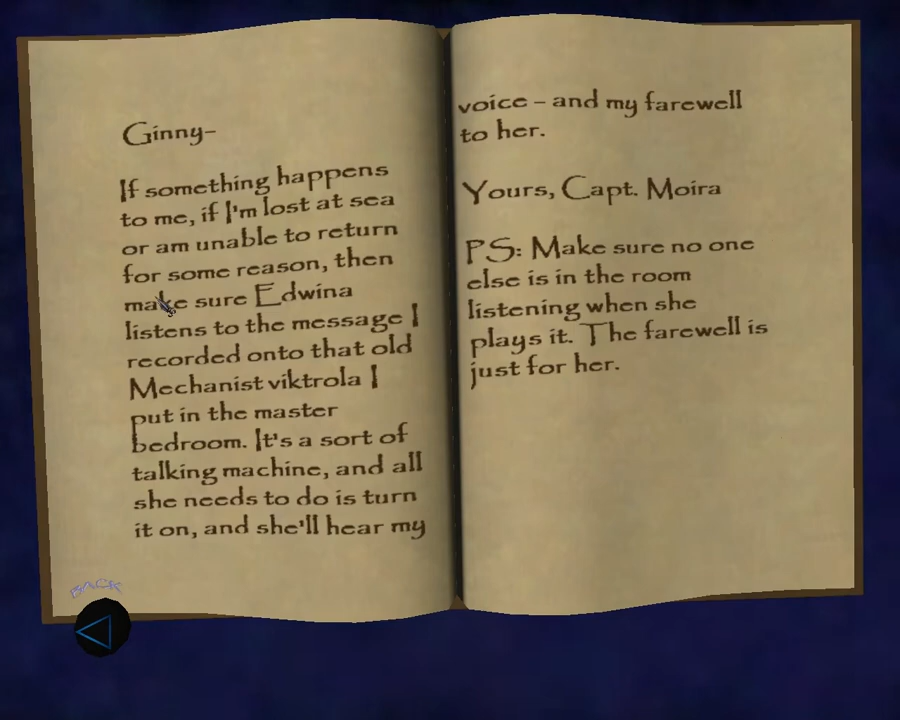 Ginny-
If something happens
to me, if I'm lost at sea
or am unable to return
for some reason, then
make sure Edwina
listens to the message I
recorded onto that old
Mechanist viktrola I
put in the master
bedroom. It's a sort of
talking machine, and all
she needs to do is turn
it on, and she'll hear my
voice - and my farewell
to her.
Yours, Capt. Moira
PS: Make sure no one
else is in the room
listening when she
plays it. The farewell is
just for her.
BACK